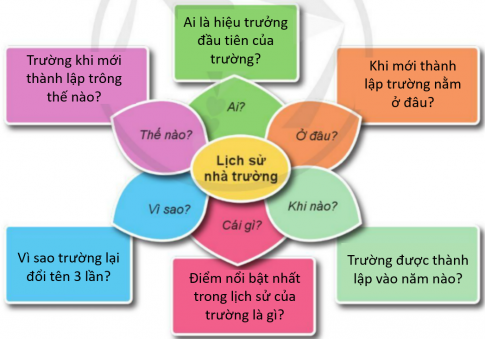 Ai là hiệu trưởng
đầu tiên của
trường?
Trường khi mới
thành lập trông
thế nào?
Khi mới thành
lập trường nằm
ở đâu?
Ai?
Thế nào?
Ở đâu?
Lịch sử
nhà trường
Vì sao?
Khi nào?
Cái gì?
Vì sao trường lại
đổi tên 3 lần?
Điểm nổi bật nhất
trong lịch sử của
trường là gì?
Trường được thành
lập vào năm nào?